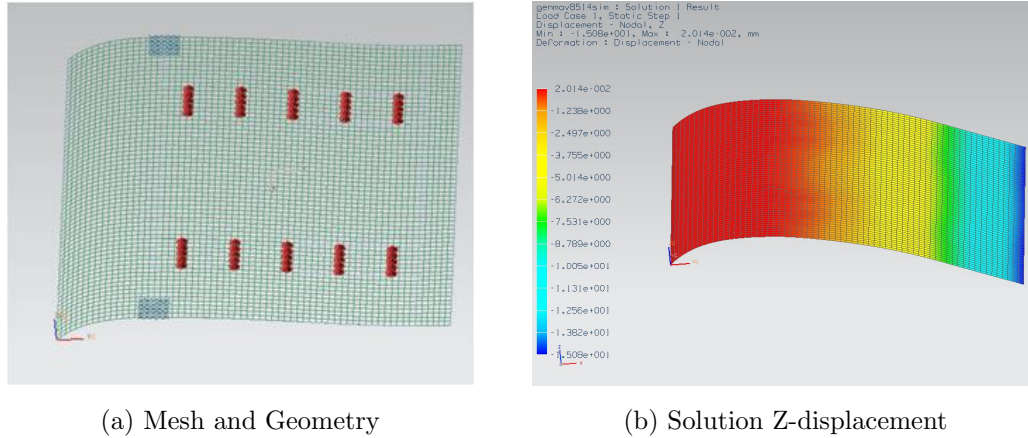 genmav8514sim : Solution 1 Result
Load Case 1, Static Step 1
Displacement - Nodal, Z
Min : -1.508e+001, Max : 2.014e-002, mm
Deformation : Displacement - Nodal
2.014e-002
-1.238e+000
-2.497e+000
-3.755e+000
-5.014e+000
-6.272e+000
-7.531e+000
-8.789e+000
-1.005e+001
-1.131e+001
-1.256e+001
-1.382e+001
-1.508e+001
(a) Mesh and Geometry
(b) Solution Z-displacement